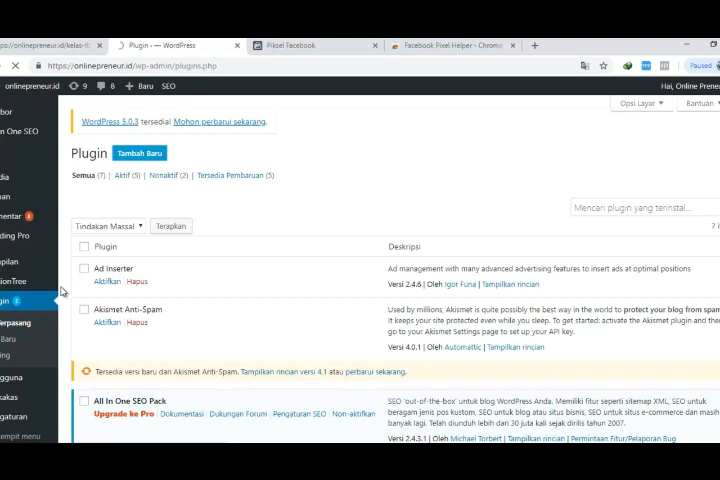 https://onlinepreneur.id/kelas-f
Plugin ‹ — WordPress
Piksel Facebook
Facebook Pixel Helper - Chrom
https://onlinepreneur.id/wp-admin/plugins.php
Paused
onlinepreneur.id 9 8 Baru SEO
Hai, Online Prene
Opsi Layar
Bantuan
WordPress 5.0.3 tersedia! Mohon perbarui sekarang.
Plugin Tambah Baru
Semua (7) | Aktif (5) | Nonaktif (2) | Tersedia Pembaruan (5)
Mencari plugin yang terinstal...
Tindakan Massal Terapkan
7 i
Plugin Deskripsi
Ad Inserter
Aktifkan | Hapus
Ad management with many advanced advertising features to insert ads at optimal positions
Versi 2.4.6 | Oleh Igor Funa | Tampilkan rincian
Akismet Anti-Spam
Aktifkan | Hapus
Used by millions, Akismet is quite possibly the best way in the world to protect your blog from spam
It keeps your site protected even while you sleep. To get started: activate the Akismet plugin and then
go to your Akismet Settings page to set up your API key.
Versi 4.0.1 | Oleh Automattic | Tampilkan rincian
Tersedia versi baru dari Akismet Anti-Spam. Tampilkan rincian versi 4.1 atau perbarui sekarang.
All In One SEO Pack
Upgrade ke Pro | Dokumentasi | Dukungan Forum | Pengaturan SEO | Non-aktifkan
SEO 'out-of-the-box' untuk blog WordPress Anda. Memiliki fitur seperti sitemap XML, SEO untuk
beragam jenis pos kustom, SEO untuk blog atau situs bisnis, SEO untuk situs e-commerce dan masih
banyak lagi. Telah diunduh lebih dari 30 juta kali sejak dirilis tahun 2007.
Versi 2.4.3.1 | Oleh Michael Torbert | Tampilkan rincian | Permintaan Fitur/Pelaporan Bug
bor
in One SEO
dia
man
mentar 8
ding Pro
mpilan
tionTree
gin 5
Terpasang
Baru
ing
gguna
kakas
gaturan
empit menu